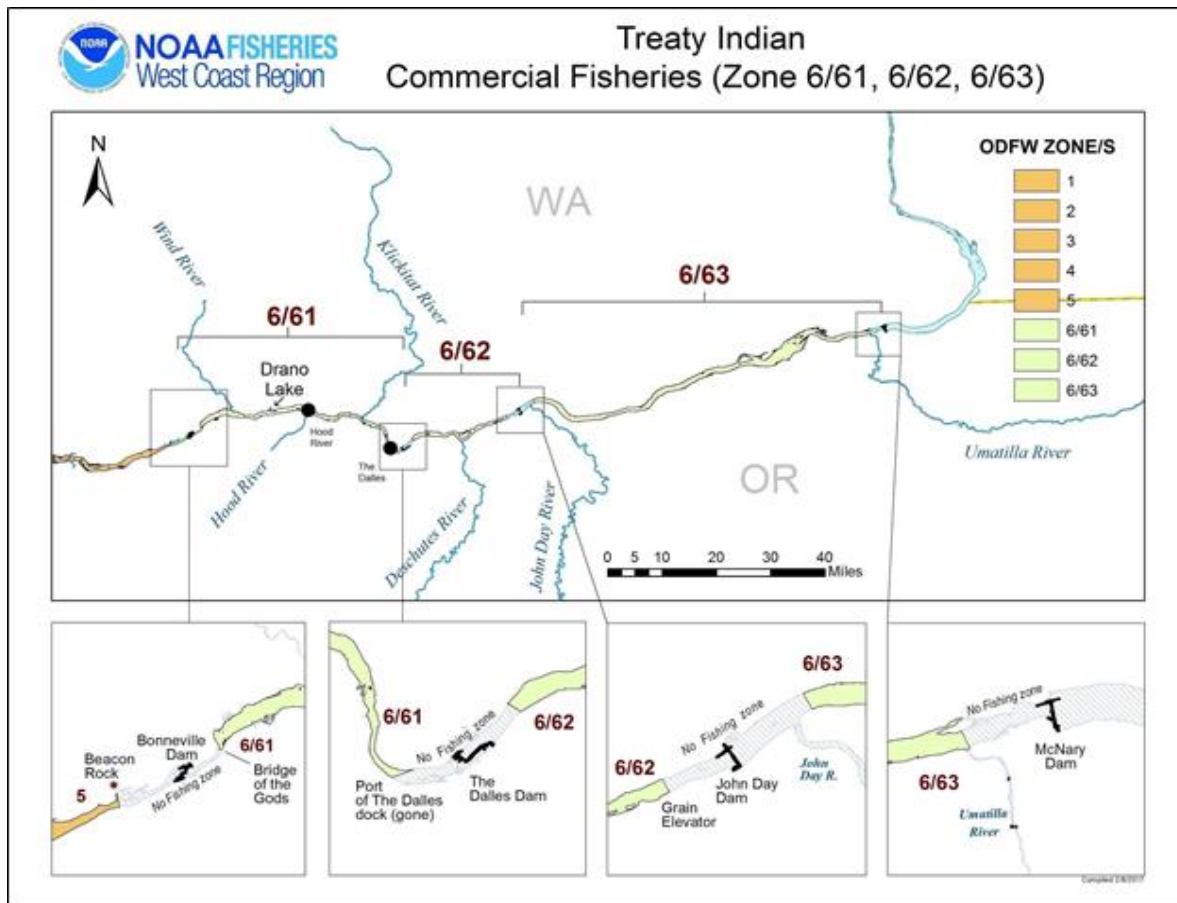 NOAA
NOAA FISHERIES
West Coast Region
Treaty Indian
Commercial Fisheries (Zone 6/61, 6/62, 6/63)
N
WA
OR
ODFW ZONE/S
1
2
3
4
5
6/61
6/62
6/63
Wind River
Klickitat River
6/61
6/62
6/63
Drano
Lake
Hood
River
The
Dalles
Hood River
Deschutes River
John Day River
Umatilla River
0 5 10 20 30 40
Miles
Beacon
Rock
Bonneville
Dam
5
No Fishing zone
6/61
Bridge
of the
Gods
6/61
No Fishing zone
6/62
Port
of The Dalles
dock (gone)
The
Dalles Dam
6/63
No Fishing zone
6/62
Grain
Elevator
John Day
Dam
John
Day R.
No Fishing zone
McNary
Dam
6/63
Umatilla
River